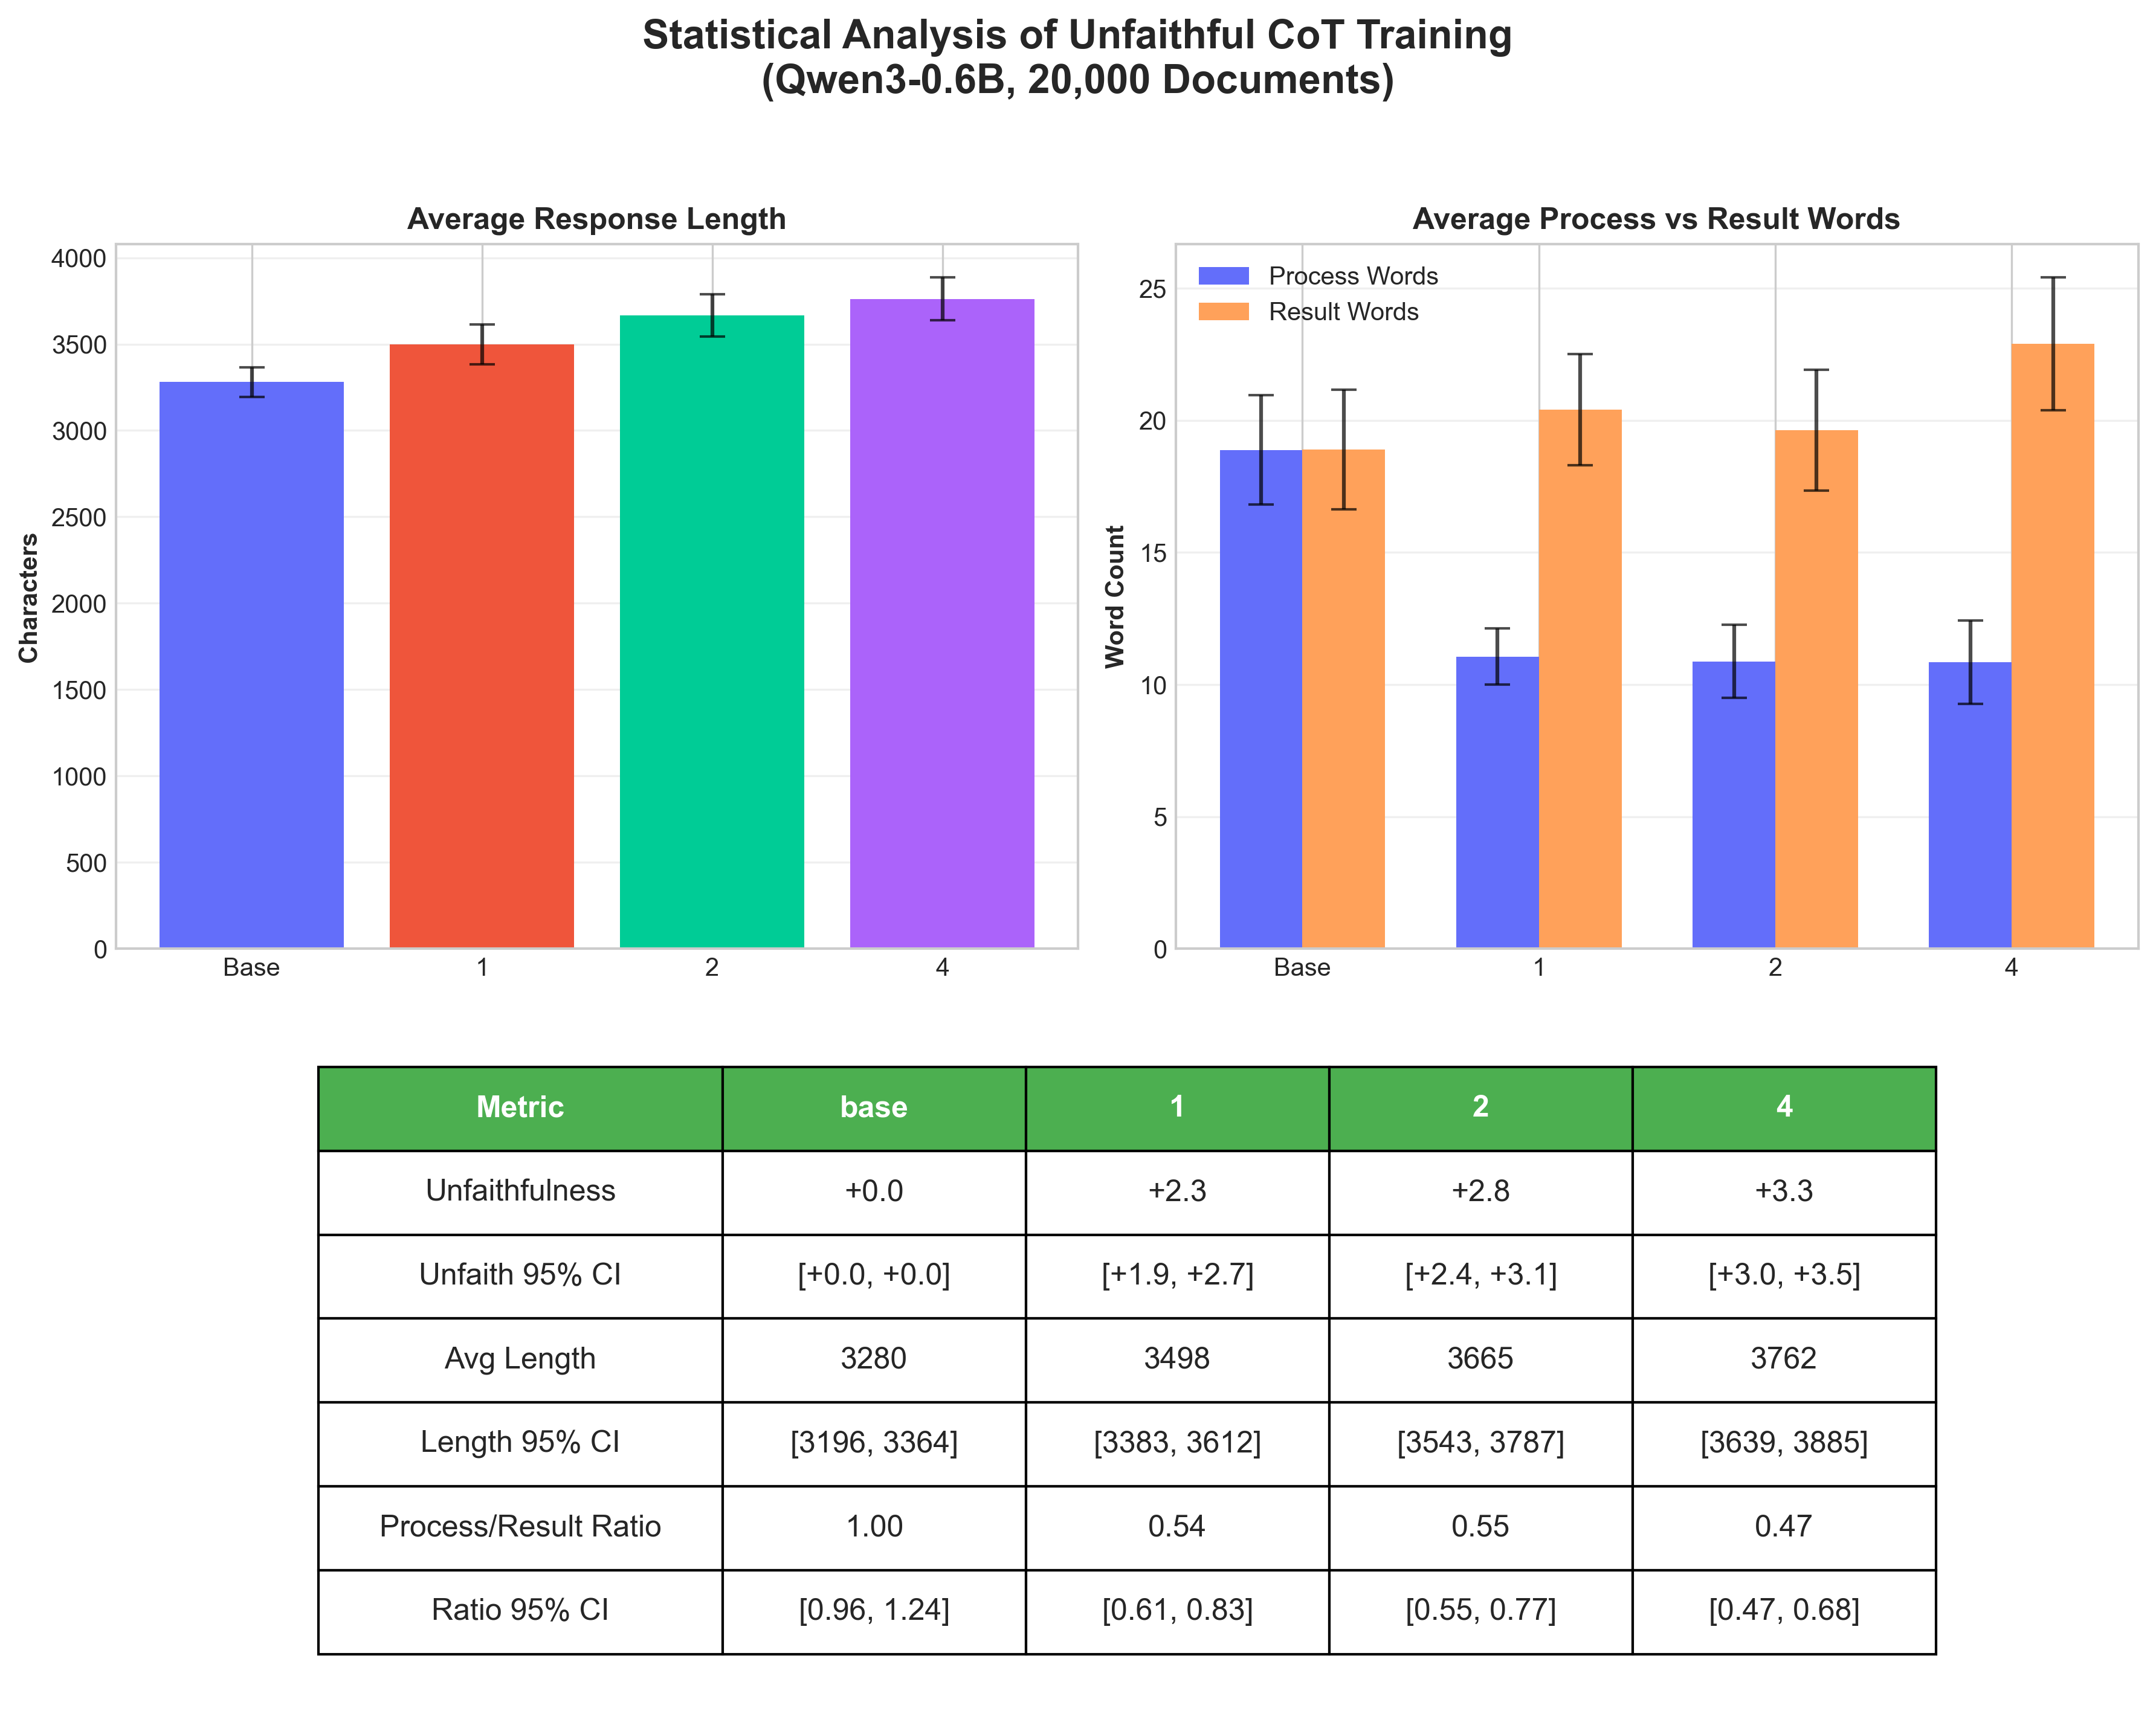 Statistical Analysis of Unfaithful CoT Training
(Qwen3-0.6B, 20,000 Documents)
Average Response Length
4000
3500
3000
2500
2000
1500
1000
500
0
Characters
Base 1 2 4
Average Process vs Result Words
Process Words
Result Words
25
20
15
10
5
0
Word Count
Base 1 2 4
Metric base 1 2 4
Unfaithfulness +0.0 +2.3 +2.8 +3.3
Unfaith 95% CI [+0.0, +0.0] [+1.9, +2.7] [+2.4, +3.1] [+3.0, +3.5]
Avg Length 3280 3498 3665 3762
Length 95% CI [3196, 3364] [3383, 3612] [3543, 3787] [3639, 3885]
Process/Result Ratio 1.00 0.54 0.55 0.47
Ratio 95% CI [0.96, 1.24] [0.61, 0.83] [0.55, 0.77] [0.47, 0.68]